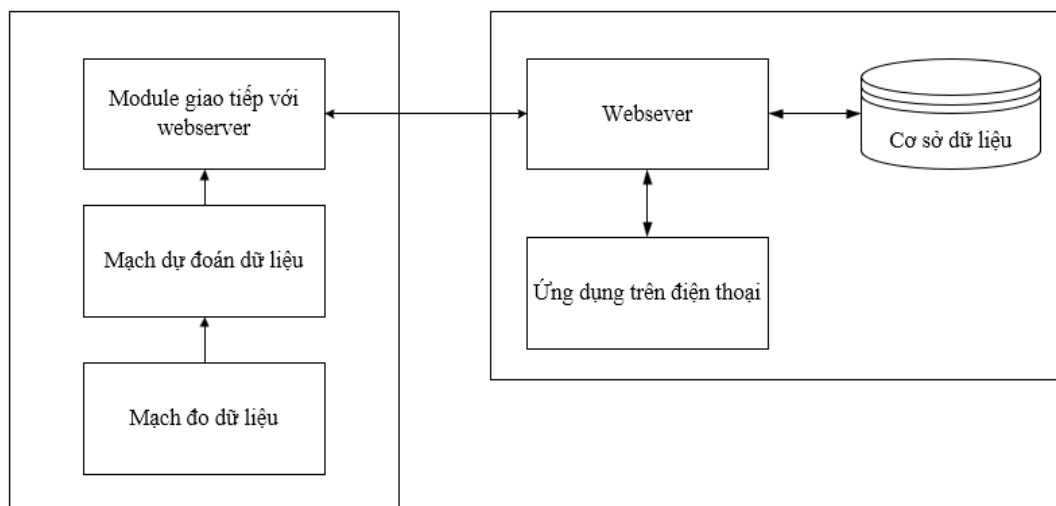 Module giao tiếp với
webserver
Mạch dự đoán dữ liệu
Mạch đo dữ liệu
Websever
Cơ sở dữ liệu
Ứng dụng trên điện thoại